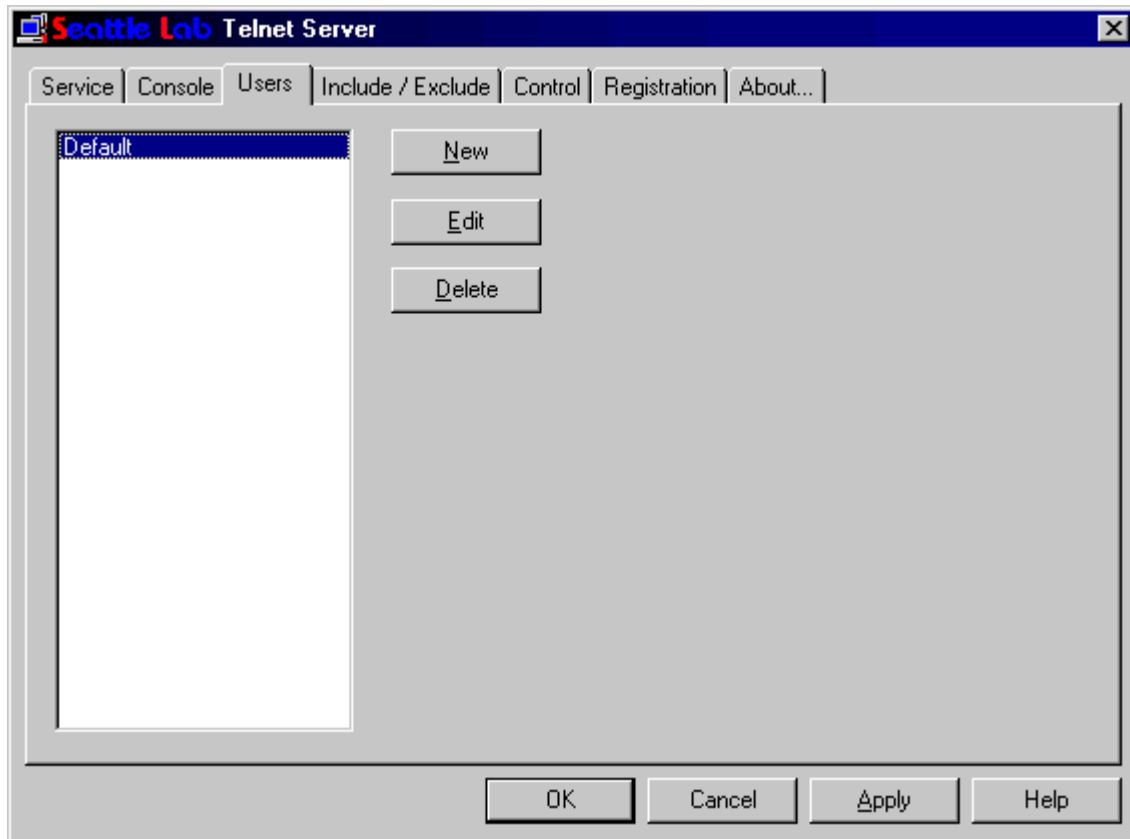 Seattle Lab Telnet Server
Service Console Users Include / Exclude Control Registration About...
Default
New
Edit
Delete
OK Cancel Apply Help